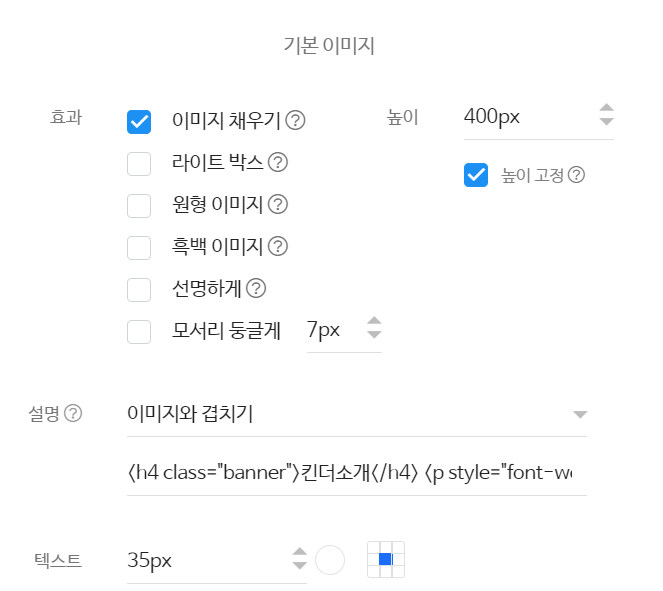 기본 이미지
효과
이미지 채우기 ?
높이
400px
라이트 박스 ?
높이 고정 ?
원형 이미지 ?
흑백 이미지 ?
선명하게 ?
모서리 둥글게
7px
설명 ?
이미지와 겹치기
<h4 class="banner">킨더소개</h4> <p style="font-we
텍스트
35px